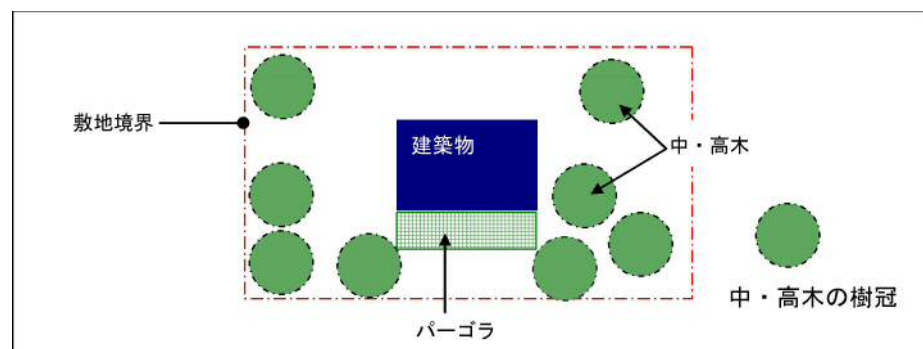 敷地境界
建築物
中・高木
パーゴラ
中・高木の樹冠